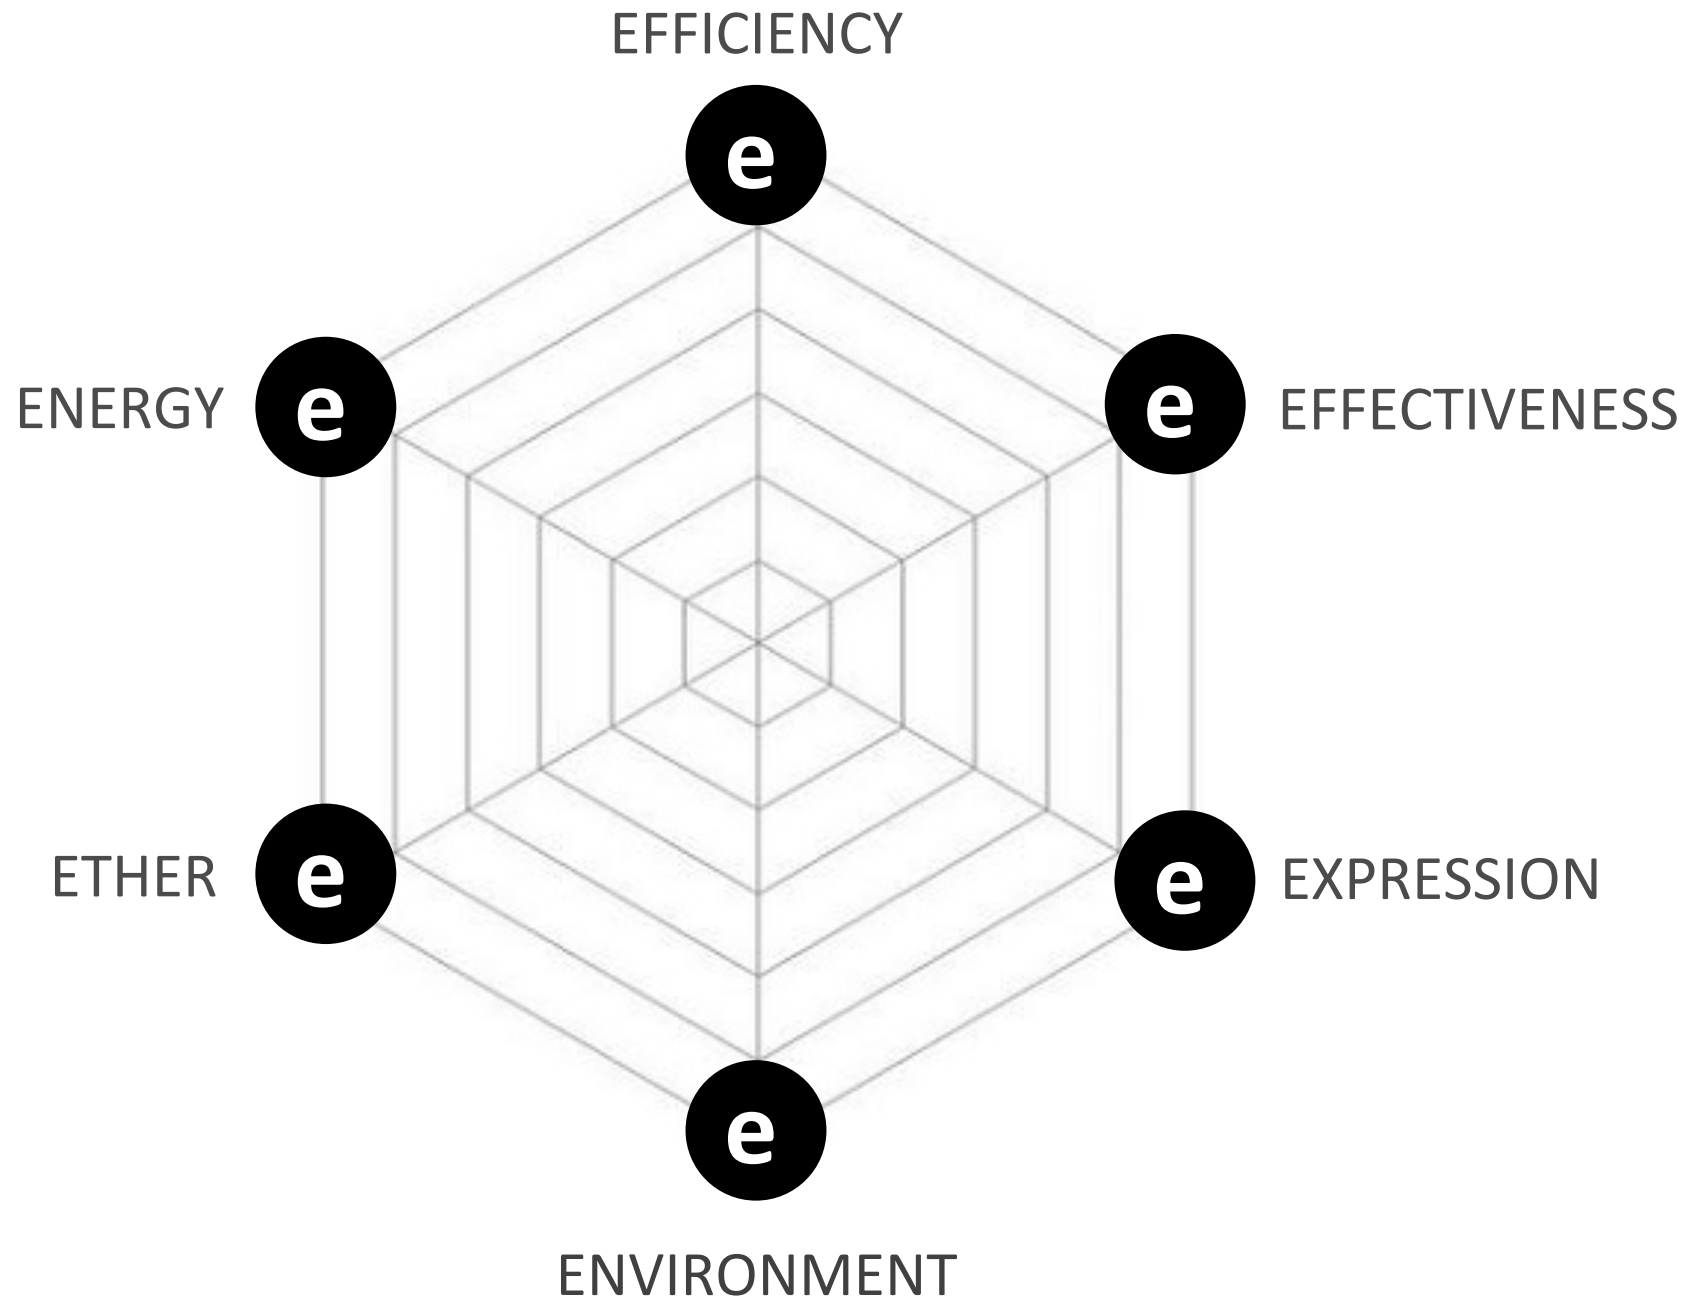 EFFICIENCY
e
e
e
ENERGY
EFFECTIVENESS
e
e
ETHER
EXPRESSION
e
ENVIRONMENT